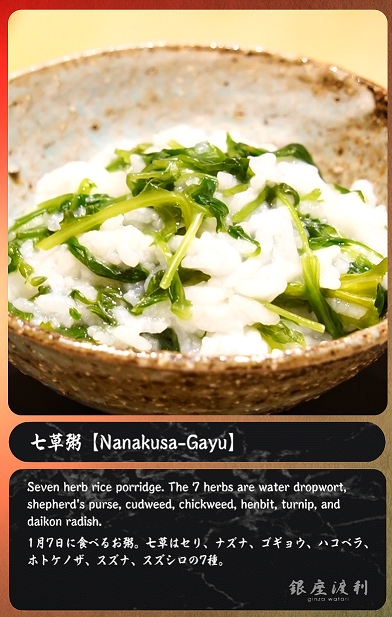 七草粥【Nanakusa-Gayu】
Seven herb rice porridge. The 7 herbs are water dropwort,
shepherd's purse, cudweed, chickweed, henbit, turnip, and
daikon radish.
1月7日に食べるお粥。七草はセリ、ナズナ、ゴギョウ、ハコベラ、
ホトケノザ、スズナ、スズシロの7種。
銀座渡利
ginza watari